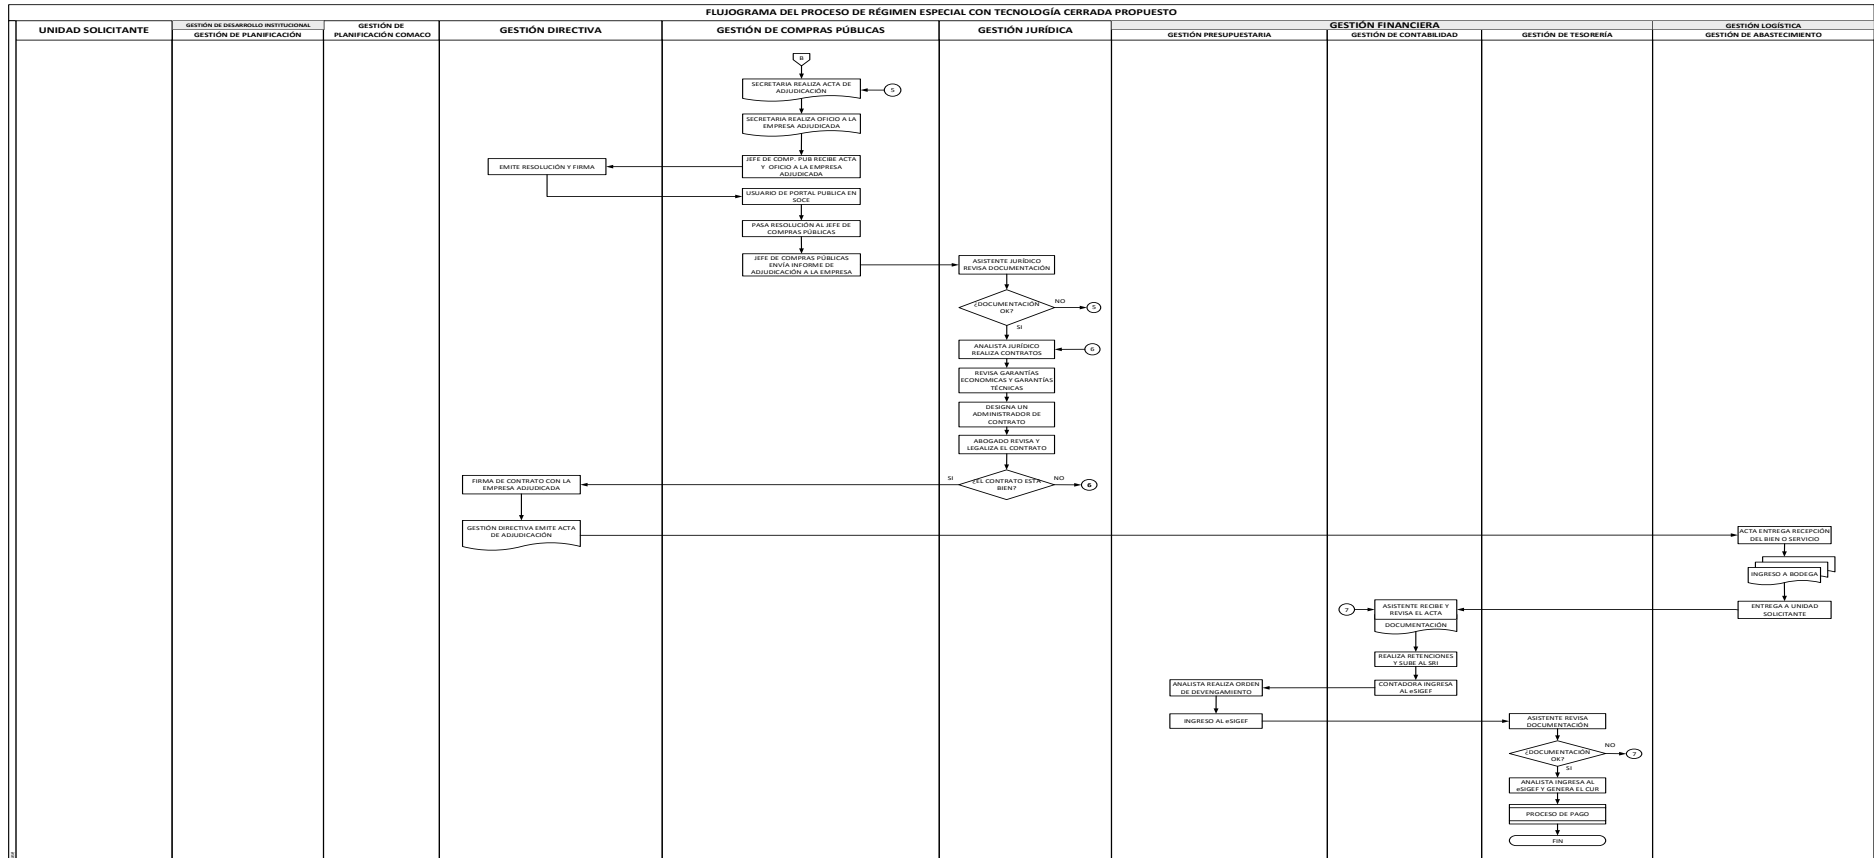 FLUJOGRAMA DEL PROCESO DE RÉGIMEN ESPECIAL CON TECNOLOGÍA CERRADA PROPUESTO
UNIDAD SOLICITANTE
GESTIÓN DE DESARROLLO INSTITUCIONAL
GESTIÓN DE PLANIFICACIÓN
GESTIÓN DE
PLANIFICACIÓN COMACO
GESTIÓN DIRECTIVA
GESTIÓN DE COMPRAS PÚBLICAS
GESTIÓN JURÍDICA
GESTIÓN FINANCIERA
GESTIÓN PRESUPUESTARIA
GESTIÓN DE CONTABILIDAD
GESTIÓN DE TESORERÍA
GESTIÓN LOGÍSTICA
GESTIÓN DE ABASTECIMIENTO
B
SECRETARIA REALIZA ACTA DE
ADJUDICACIÓN
5
SECRETARIA REALIZA OFICIO A LA
EMPRESA ADJUDICADA
JEFE DE COMP. PUB RECIBE ACTA
Y OFICIO A LA EMPRESA
ADJUDICADA
EMITE RESOLUCIÓN Y FIRMA
USUARIO DE PORTAL PUBLICA EN
SOCE
PASA RESOLUCIÓN AL JEFE DE
COMPRAS PÚBLICAS
JEFE DE COMPRAS PÚBLICAS
ENVÍA INFORME DE
ADJUDICACIÓN A LA EMPRESA
ASISTENTE JURÍDICO
REVISA DOCUMENTACIÓN
¿DOCUMENTACIÓN
OK?
NO
5
SI
ANALISTA JURÍDICO
REALIZA CONTRATOS
6
REVISA GARANTÍAS
ECONOMICAS Y GARANTÍAS
TÉCNICAS
DESIGNA UN
ADMINISTRADOR DE
CONTRATO
ABOGADO REVISA Y
LEGALIZA EL CONTRATO
¿EL CONTRATO ESTA
BIEN?
NO
6
SI
FIRMA DE CONTRATO CON LA
EMPRESA ADJUDICADA
GESTIÓN DIRECTIVA EMITE ACTA
DE ADJUDICACIÓN
ACTA ENTREGA RECEPCIÓN
DEL BIEN O SERVICIO
INGRESO A BODEGA
ENTREGA A UNIDAD
SOLICITANTE
7
ASISTENTE RECIBE Y
REVISA EL ACTA
DOCUMENTACIÓN
REALIZA RETENCIONES
Y SUBE AL SRI
CONTADORA INGRESA
AL eSIGEF
ANALISTA REALIZA ORDEN
DE DEVENGAMIENTO
INGRESO AL eSIGEF
ASISTENTE REVISA
DOCUMENTACIÓN
¿DOCUMENTACIÓN
OK?
NO
7
SI
ANALISTA INGRESA AL
eSIGEF Y GENERA EL CUR
PROCESO DE PAGO
FIN